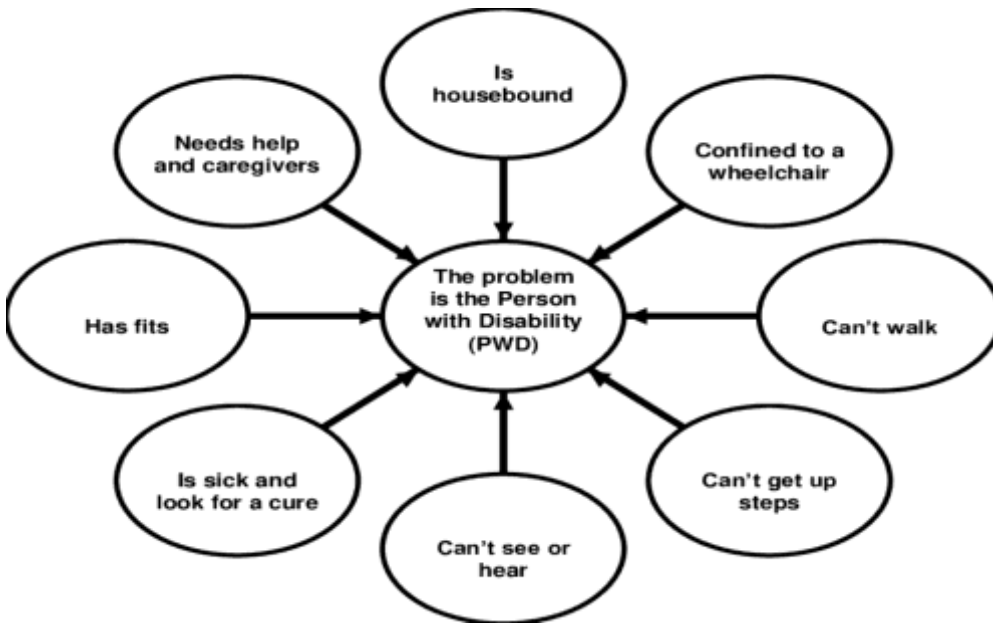 Is
housebound
Confined to a
wheelchair
Can't walk
Can't get up
steps
Can't see or
hear
Is sick and
look for a cure
Has fits
Needs help
and caregivers
The problem
is the Person
with Disability
(PWD)